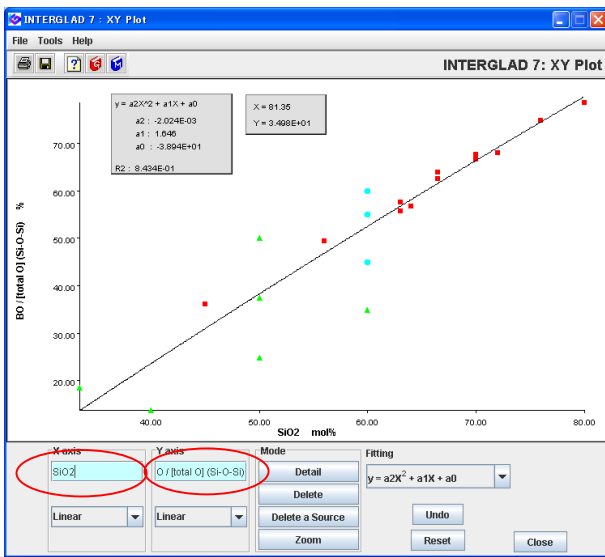 INTERGLAD 7 : XY Plot
File Tools Help
INTERGLAD 7: XY Plot
y = a2X^2 + a1X + a0
a2 : -2.024E-03
a1 : 1.646
a0 : -3.894E+01
R2 : 8.434E-01
X = 81.35
Y = 3.498E+01
70.00
60.00
50.00
40.00
30.00
20.00
BO / [total O] (Si-O-Si) %
40.00 50.00 60.00 70.00 80.00
SiO2 mol%
X axis
SiO2
Linear
Y axis
O / [total O] (Si-O-Si)
Linear
Mode
Detail
Delete
Delete a Source
Zoom
Fitting
y = a2X² + a1X + a0
Undo
Reset
Close